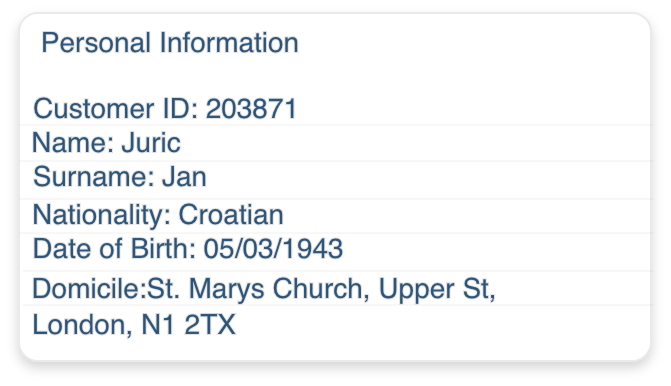 Personal Information
Customer ID: 203871
Name: Juric
Surname: Jan
Nationality: Croatian
Date of Birth: 05/03/1943
Domicile:St. Marys Church, Upper St,
London, N1 2TX